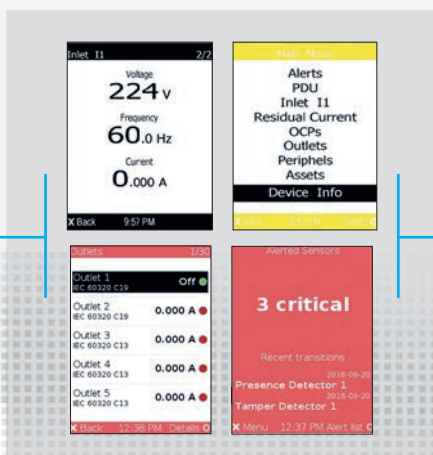 Inlet I1 2/2
Voltage
224 V
Frequency
60.0 Hz
Current
0.000 A
X Back 9:57 PM
Main Menu
Alerts
PDU
Inlet I1
Residual Current
OCPs
Outlets
Periphels
Assets
Device Info
Outlets 1/30
Outlet 1
IEC 60320 C19
Off
Outlet 2
IEC 60320 C19
0.000 A
Outlet 3
IEC 60320 C13
0.000 A
Outlet 4
IEC 60320 C13
0.000 A
Outlet 5
IEC 60320 C13
0.000 A
X Back 12:38 PM Details O
Alerted Sensors
3 critical
Recent transitions
2016-09-20
Presence Detector 1
2016-09-20
Tamper Detector 1
X Menu 12:37 PM Alert list O